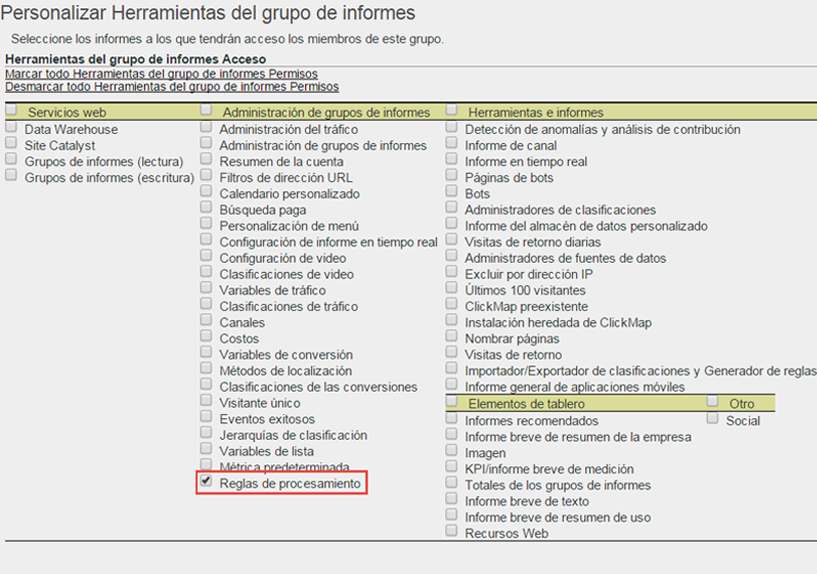 Personalizar Herramientas del grupo de informes
Seleccione los informes a los que tendrán acceso los miembros de este grupo.
Herramientas del grupo de informes Acceso
Marcar todo Herramientas del grupo de informes Permisos
Desmarcar todo Herramientas del grupo de informes Permisos
Servicios web
Data Warehouse
Site Catalyst
Grupos de informes (lectura)
Grupos de informes (escritura)
Administración de grupos de informes
Administración del tráfico
Administración de grupos de informes
Resumen de la cuenta
Filtros de dirección URL
Calendario personalizado
Búsqueda paga
Personalización de menú
Configuración de informe en tiempo real
Configuración de video
Clasificaciones de video
Variables de tráfico
Clasificaciones de tráfico
Canales
Costos
Variables de conversión
Métodos de localización
Clasificaciones de las conversiones
Visitante único
Eventos exitosos
Jerarquías de clasificación
Variables de lista
Métrica predeterminada
Reglas de procesamiento
Herramientas e informes
Detección de anomalías y análisis de contribución
Informe de canal
Informe en tiempo real
Páginas de bots
Bots
Administradores de clasificaciones
Informe del almacén de datos personalizado
Visitas de retorno diarias
Administradores de fuentes de datos
Excluir por dirección IP
Últimos 100 visitantes
ClickMap preexistente
Instalación heredada de ClickMap
Nombrar páginas
Visitas de retorno
Importador/Exportador de clasificaciones y Generador de reglas
Informe general de aplicaciones móviles
Elementos de tablero
Informes recomendados
Informe breve de resumen de la empresa
Imagen
KPI/informe breve de medición
Totales de los grupos de informes
Informe breve de texto
Informe breve de resumen de uso
Recursos Web
Otro
Social